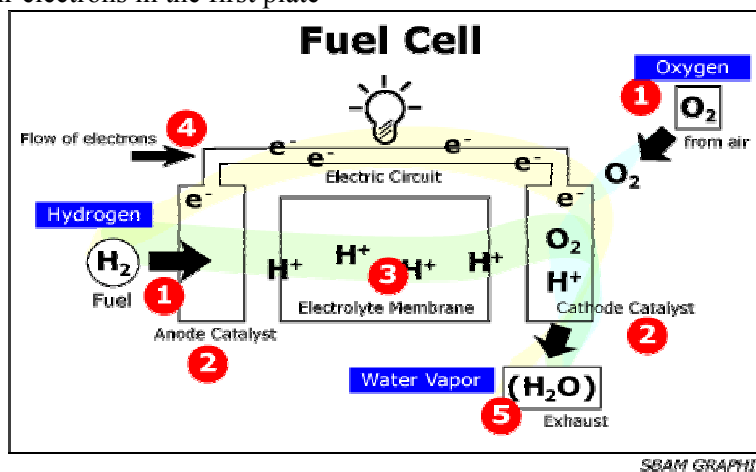 electrons in the first plate
Fuel Cell
Oxygen
1
O2
from air
O2
4
Flow of electrons
e-
e-
e-
e-
Electric Circuit
e-
e-
Hydrogen
H2
Fuel
1
H+
H+
H+
H+
3
Electrolyte Membrane
O2
H+
Anode Catalyst
2
Cathode Catalyst
2
Water Vapor
(H2O)
5
Exhaust
SBAM GRAPHI